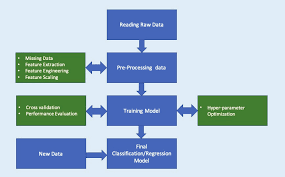 Reading Raw Data
Missing Data
Feature Extraction
Feature Engineering
Feature Scaling
Pre-Processing data
Cross validation
Performance Evaluation
Training Model
Hyper-parameter
Optimization
New Data
Final
Classification/Regression
Model